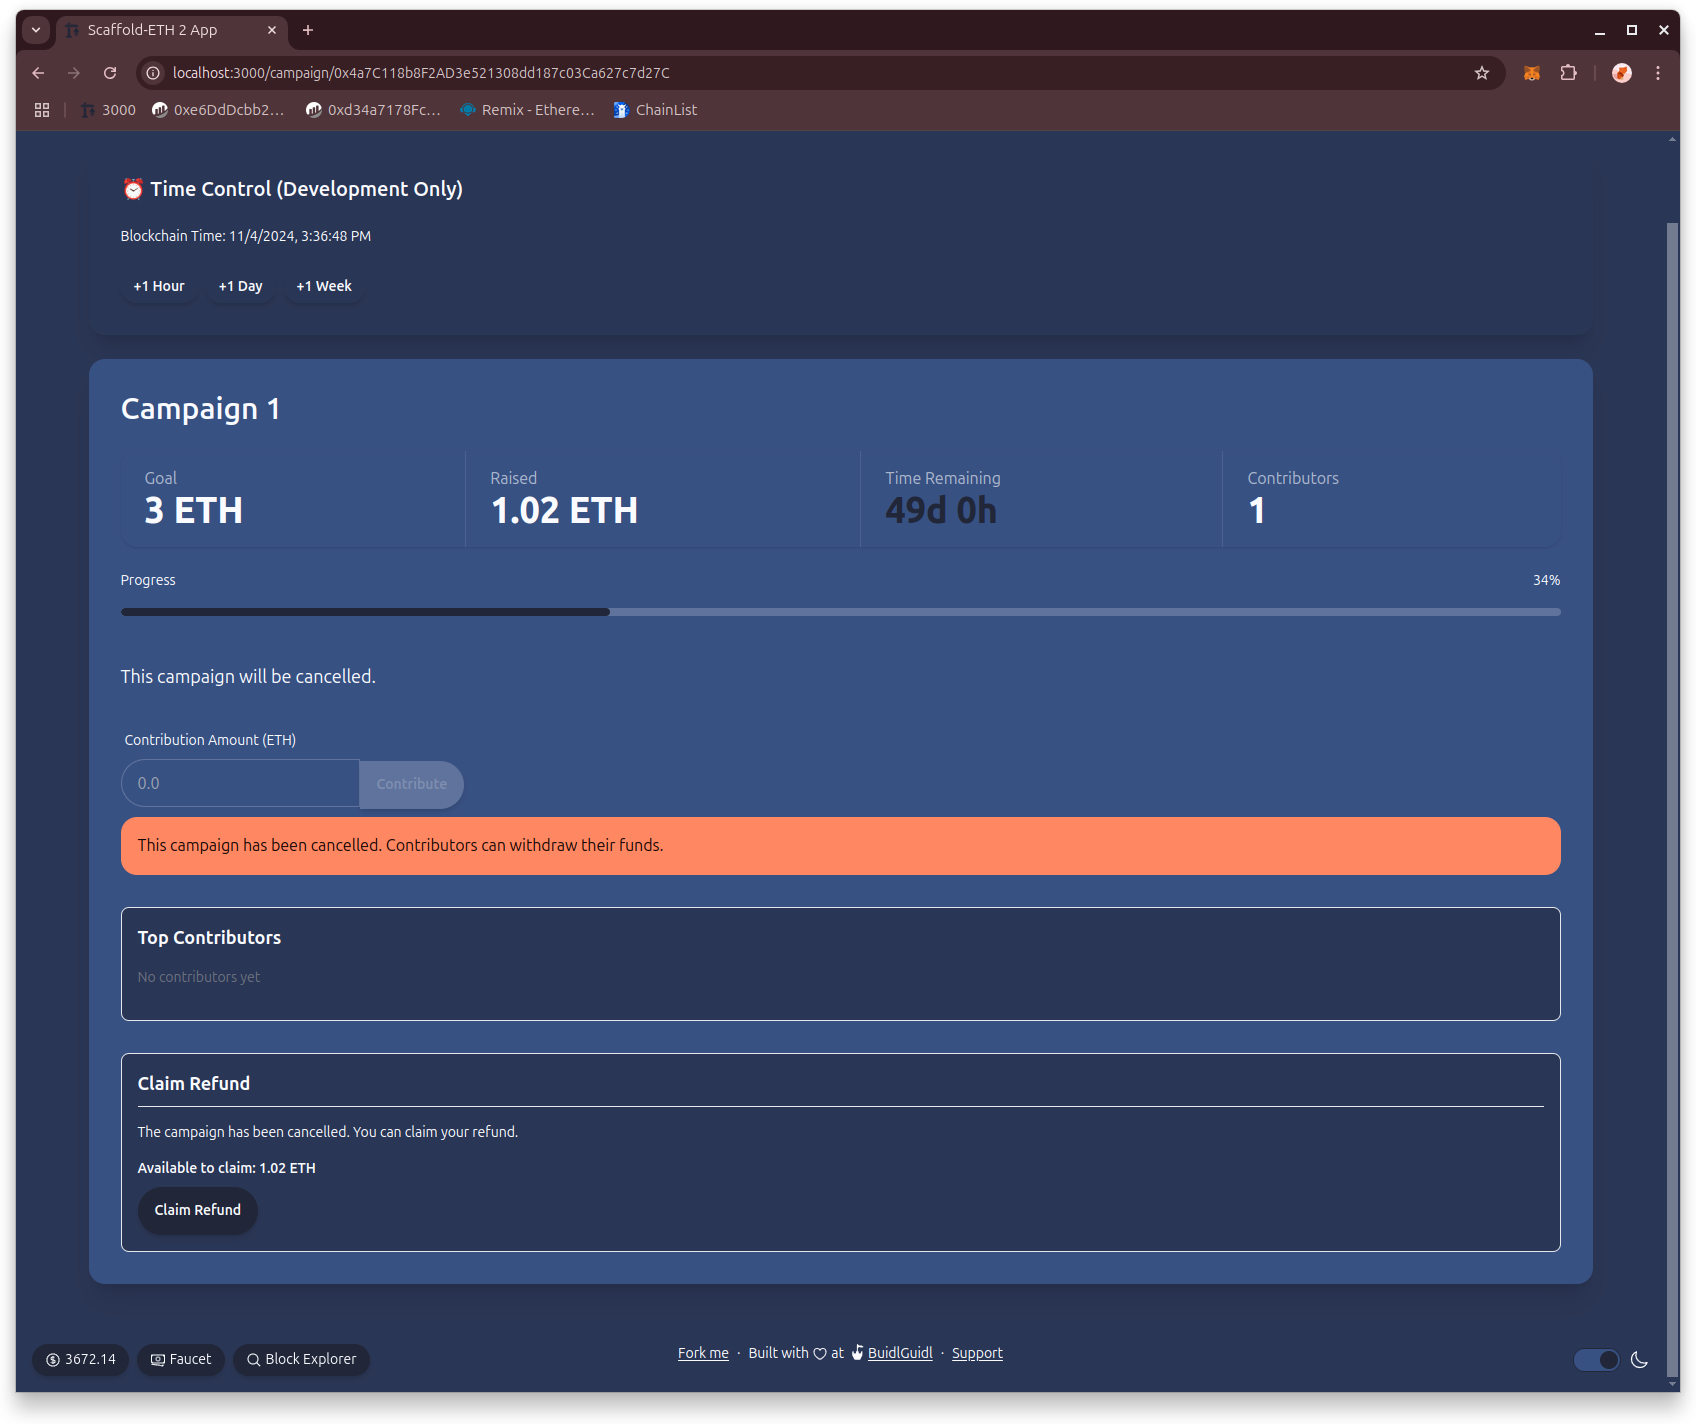 Scaffold-ETH 2 App
localhost:3000/campaign/0x4a7C118b8F2AD3e521308dd187c03Ca627c7d27C
3000
0xe6DdDcbb2...
0xd34a7178Fc...
Remix - Ethere...
ChainList
Time Control (Development Only)
Blockchain Time: 11/4/2024, 3:36:48 PM
+1 Hour +1 Day +1 Week
Campaign 1
Goal
3 ETH
Raised
1.02 ETH
Time Remaining
49d 0h
Contributors
1
Progress
34%
This campaign will be cancelled.
Contribution Amount (ETH)
0.0
Contribute
This campaign has been cancelled. Contributors can withdraw their funds.
Top Contributors
No contributors yet
Claim Refund
The campaign has been cancelled. You can claim your refund.
Available to claim: 1.02 ETH
Claim Refund
3672.14
Faucet
Block Explorer
Fork me · Built with ♡ at BuidlGuidl · Support